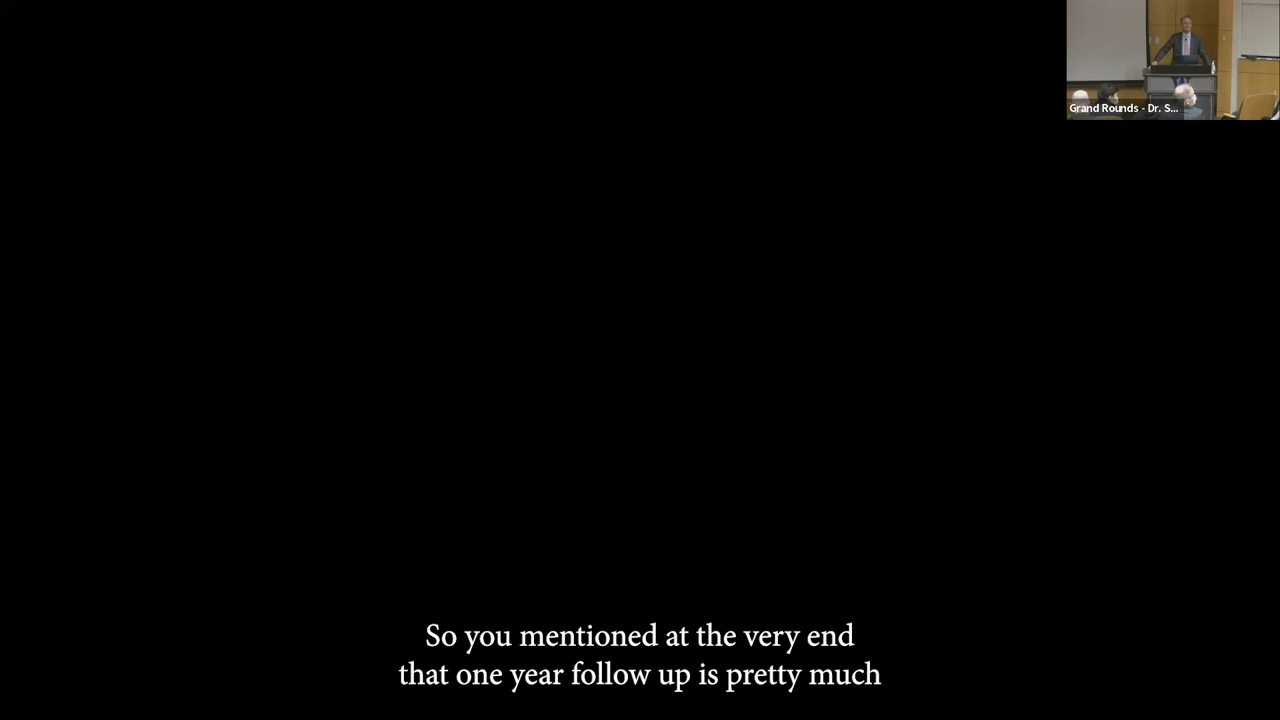 Grand Rounds - Dr. S...
W
So you mentioned at the very end
that one year follow up is pretty much